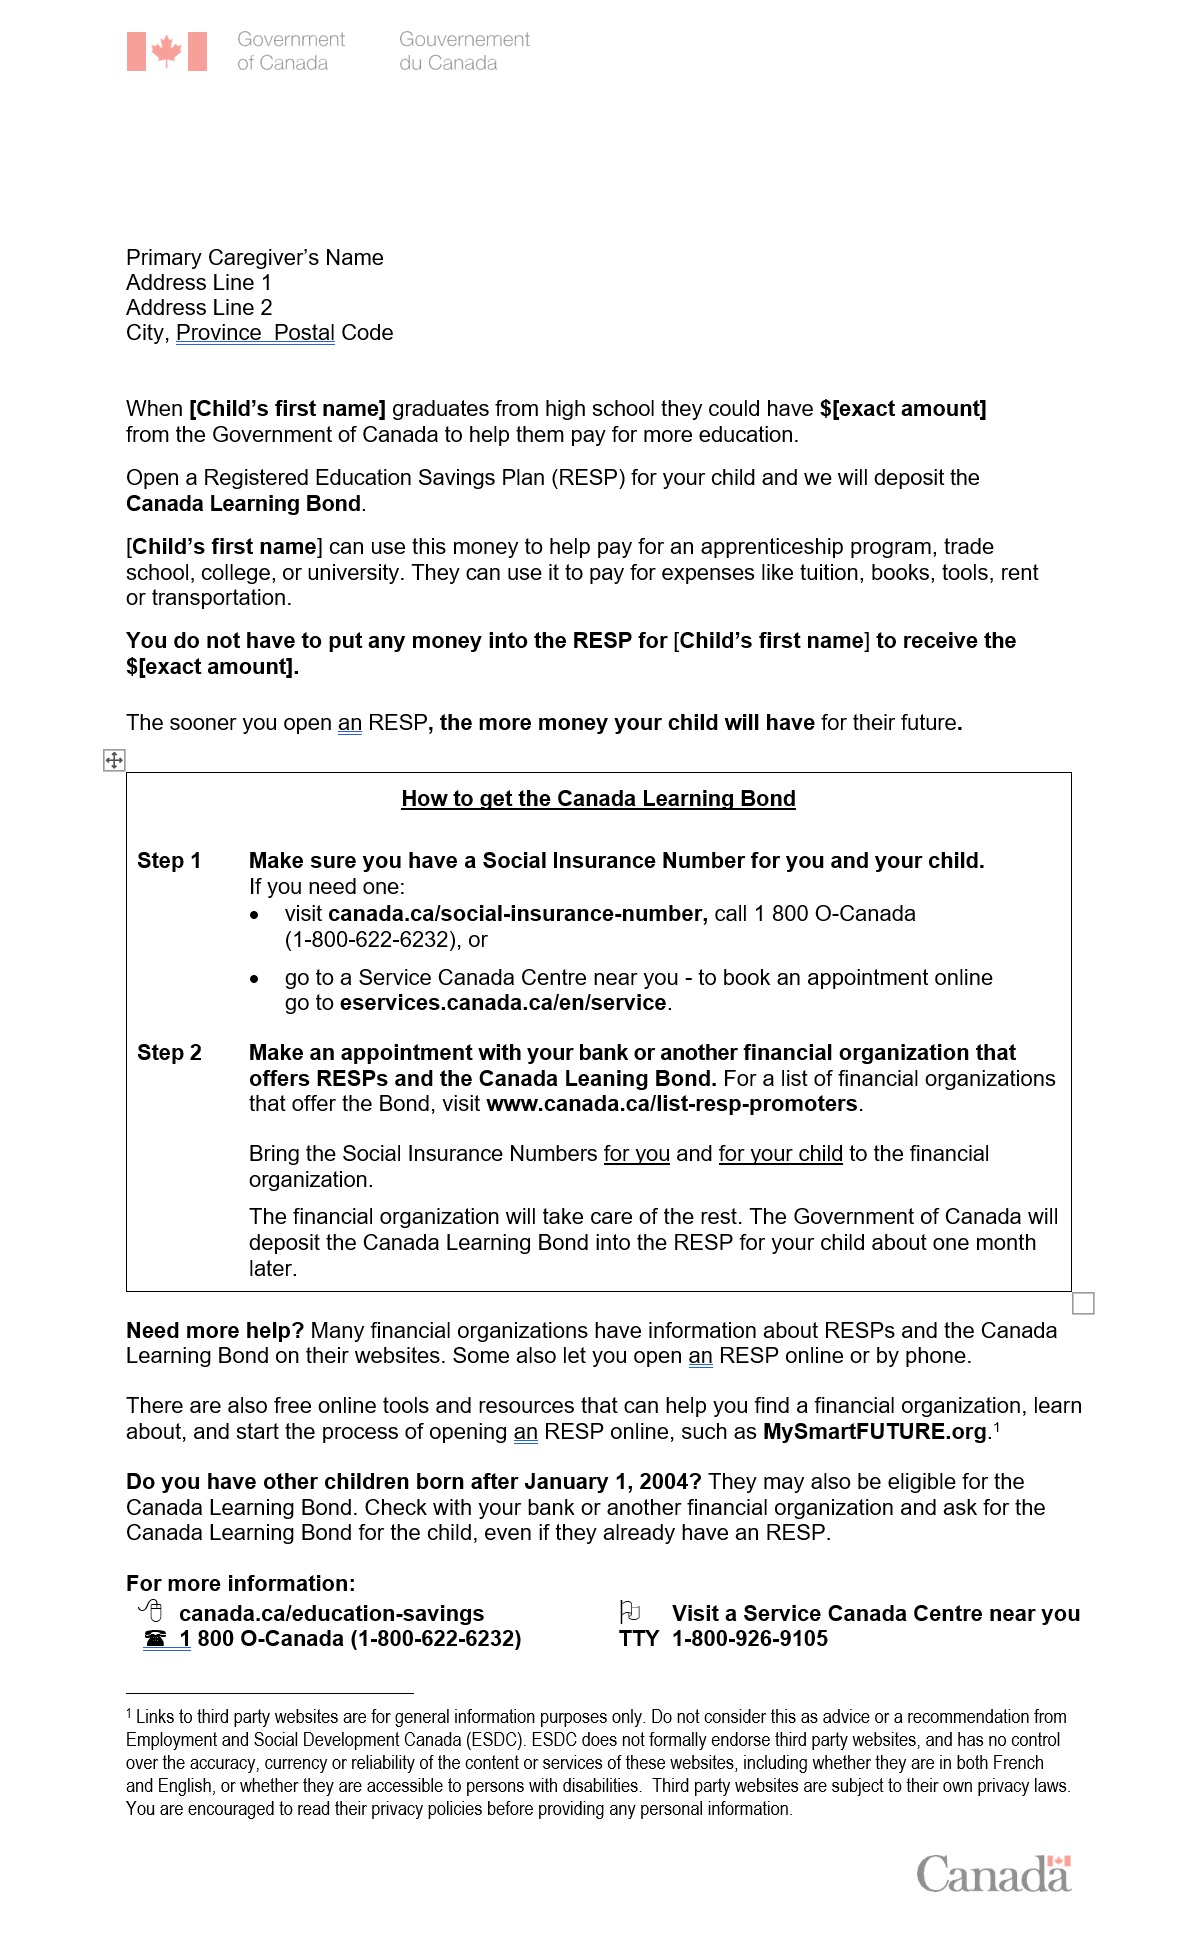 Government
of Canada
Gouvernement
du Canada
Primary Caregiver’s Name
Address Line 1
Address Line 2
City, Province  Postal Code
When [Child’s first name] graduates from high school they could have $[exact amount]
from the Government of Canada to help them pay for more education.
Open a Registered Education Savings Plan (RESP) for your child and we will deposit the
Canada Learning Bond.
[Child’s first name] can use this money to help pay for an apprenticeship program, trade
school, college, or university. They can use it to pay for expenses like tuition, books, tools, rent
or transportation.
You do not have to put any money into the RESP for [Child’s first name] to receive the
$[exact amount].
The sooner you open an RESP, the more money your child will have for their future.
How to get the Canada Learning Bond
Step 1 Make sure you have a Social Insurance Number for you and your child.
If you need one:
• visit canada.ca/social-insurance-number, call 1 800 O-Canada
(1-800-622-6232), or
• go to a Service Canada Centre near you - to book an appointment online
go to eservices.canada.ca/en/service.
Step 2 Make an appointment with your bank or another financial organization that
offers RESPs and the Canada Leaning Bond. For a list of financial organizations
that offer the Bond, visit www.canada.ca/list-resp-promoters.
Bring the Social Insurance Numbers for you and for your child to the financial
organization.
The financial organization will take care of the rest. The Government of Canada will
deposit the Canada Learning Bond into the RESP for your child about one month
later.
Need more help? Many financial organizations have information about RESPs and the Canada
Learning Bond on their websites. Some also let you open an RESP online or by phone.
There are also free online tools and resources that can help you find a financial organization, learn
about, and start the process of opening an RESP online, such as MySmartFUTURE.org.¹
Do you have other children born after January 1, 2004? They may also be eligible for the
Canada Learning Bond. Check with your bank or another financial organization and ask for the
Canada Learning Bond for the child, even if they already have an RESP.
For more information:
canada.ca/education-savings Visit a Service Canada Centre near you
1 800 O-Canada (1-800-622-6232) TTY 1-800-926-9105
¹ Links to third party websites are for general information purposes only. Do not consider this as advice or a recommendation from
Employment and Social Development Canada (ESDC). ESDC does not formally endorse third party websites, and has no control
over the accuracy, currency or reliability of the content or services of these websites, including whether they are in both French
and English, or whether they are accessible to persons with disabilities.  Third party websites are subject to their own privacy laws.
You are encouraged to read their privacy policies before providing any personal information.
Canada